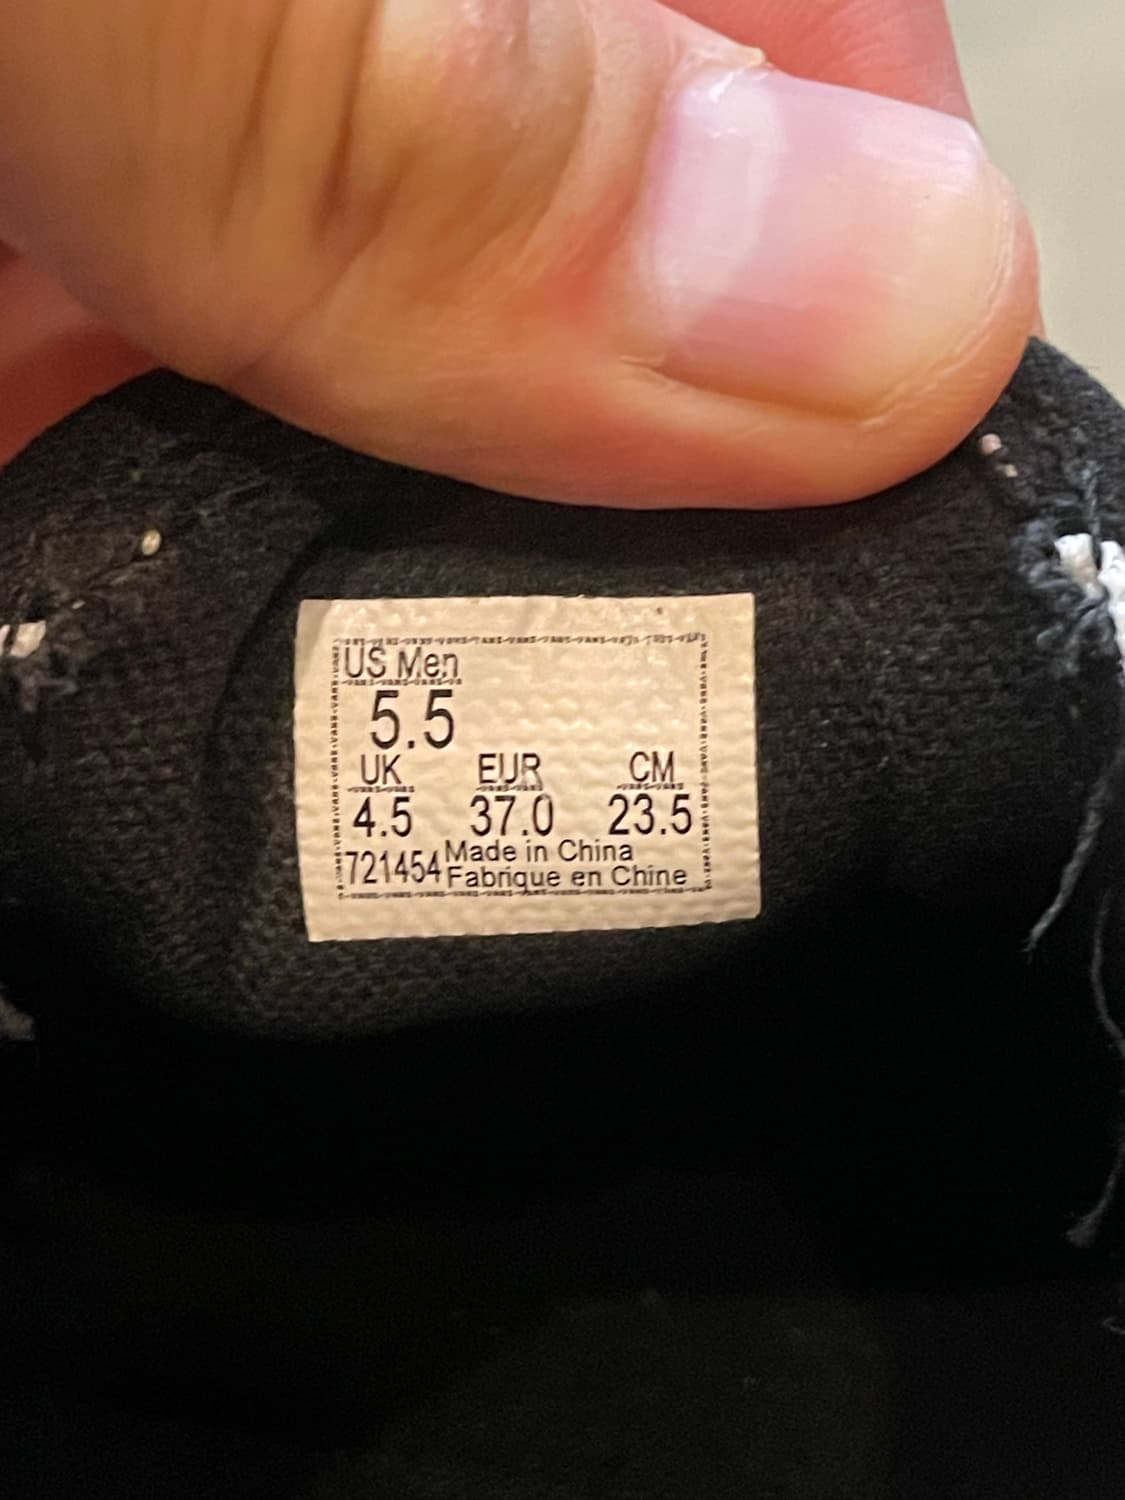 US Men
5.5
UK EUR CM
4.5 37.0 23.5
721454 Made in China
Fabrique en Chine